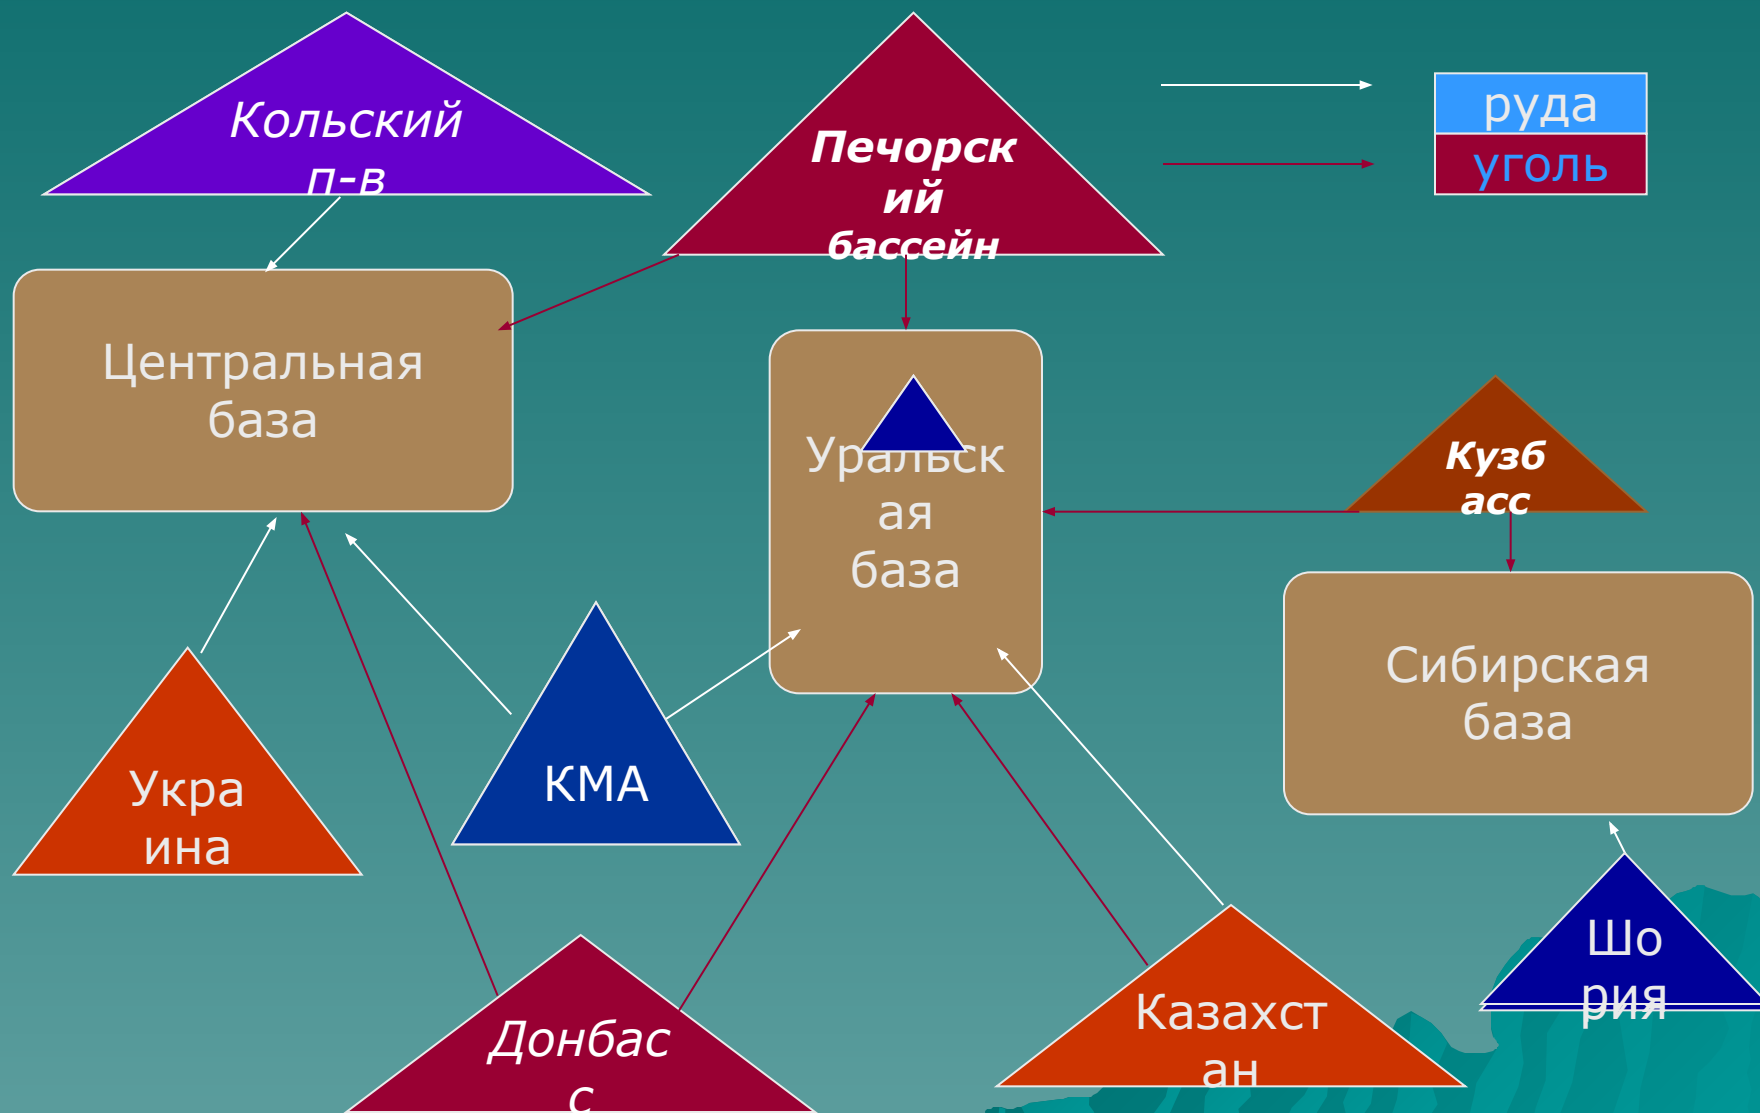 Кольский
п-в
Печорск
ий
бассейн
руда
уголь
Центральная
база
Уральск
ая
база
Кузб
асс
Сибирская
база
Укра
ина
КМА
Шо
рия
Донбас
с
Казахст
ан